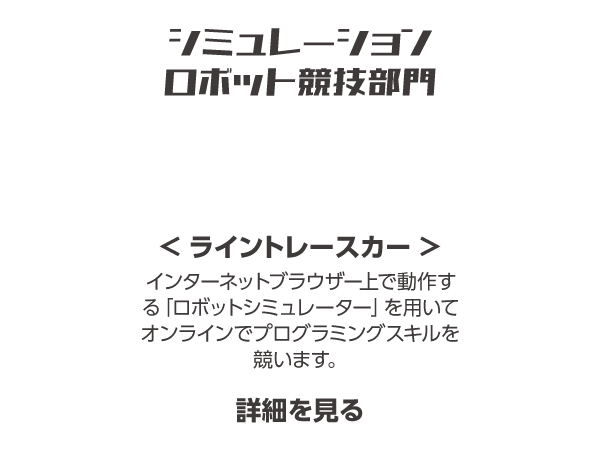 シミュレーション
ロボット競技部門
＜ ライントレースカー ＞
インターネットブラウザー上で動作す
る「ロボットシミュレーター」を用いて
オンラインでプログラミングスキルを
競います。
詳細を見る